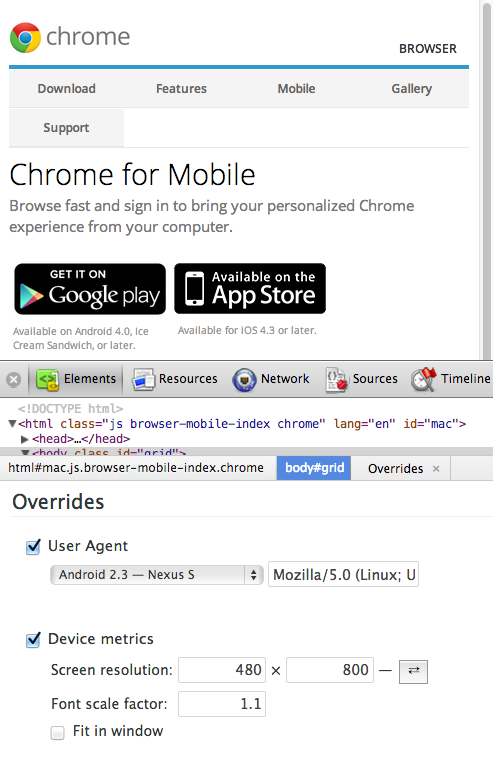 chrome
BROWSER
Download Features Mobile Gallery
Support
Chrome for Mobile
Browse fast and sign in to bring your personalized Chrome
experience from your computer.
GET IT ON
Google play
Available on the
App Store
Available on Android 4.0, Ice
Cream Sandwich, or later.
Available for iOS 4.3 or later.
Elements Resources Network Sources Timeline
<!DOCTYPE html>
▼<html class="js browser-mobile-index chrome" lang="en" id="mac">
▶<head>…</head>
▼<body class id="grid">
html#mac.js.browser-mobile-index.chrome body#grid Overrides ×
Overrides
User Agent
Android 2.3 — Nexus S Mozilla/5.0 (Linux; U
Device metrics
Screen resolution: 480 × 800 — ⇄
Font scale factor: 1.1
Fit in window